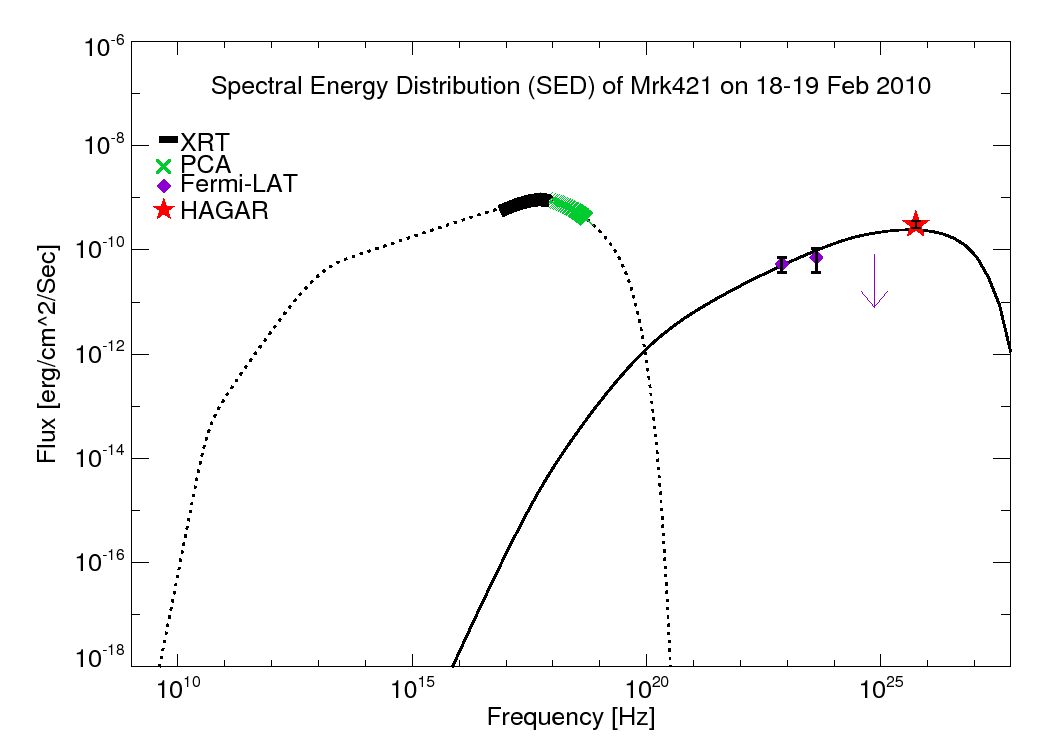 Spectral Energy Distribution (SED) of Mrk421 on 18-19 Feb 2010
XRT
PCA
Fermi-LAT
HAGAR
Flux [erg/cm^2/Sec]
10^-6
10^-8
10^-10
10^-12
10^-14
10^-16
10^-18
10^10 10^15 10^20 10^25
Frequency [Hz]